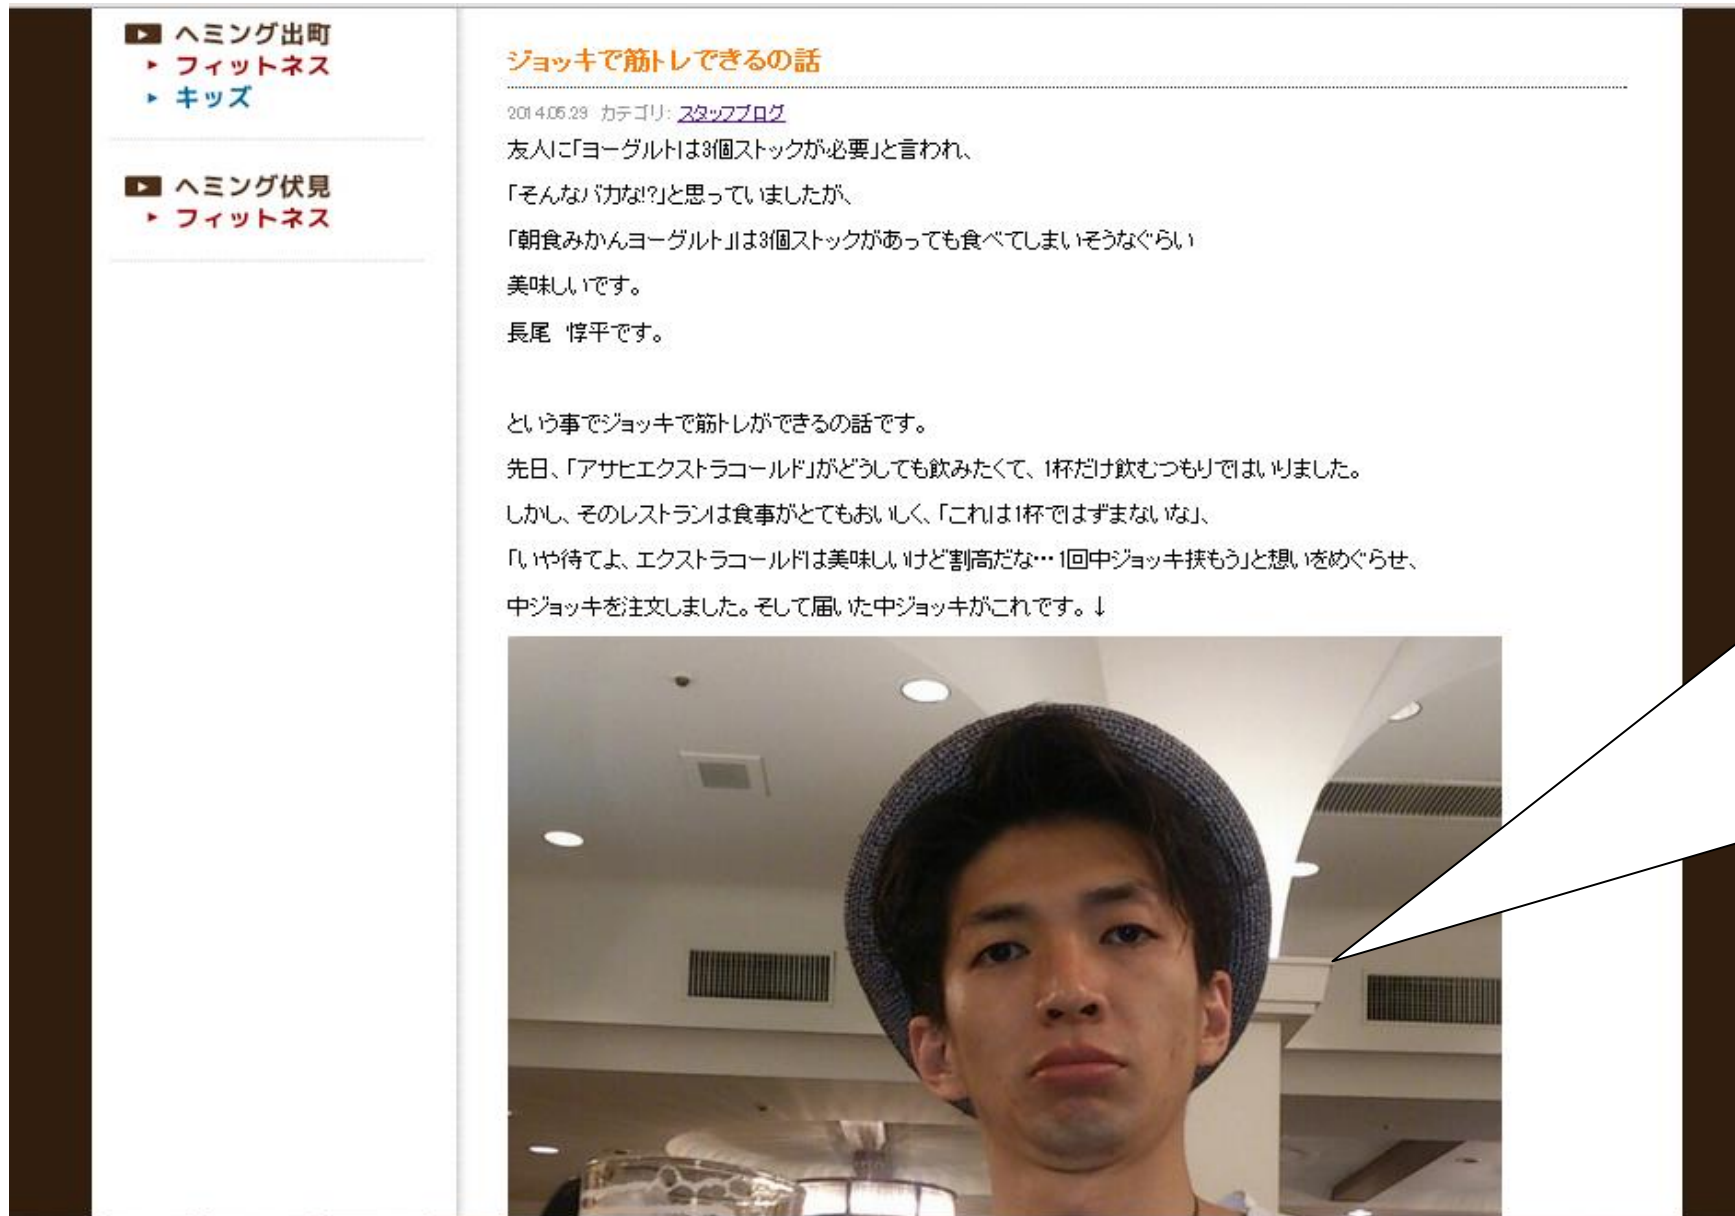 ヘミング出町
フィットネス
キッズ
ヘミング伏見
フィットネス
ジョッキで筋トレできるの話
2014.05.29 カテゴリ: スタッフブログ
友人に「ヨーグルトは3個ストックが必要」と言われ、
「そんなバカな!?」と思っていましたが、
「朝食みかんヨーグルト」は3個ストックがあっても食べてしまいそうなぐらい
美味しいです。
長尾 惇平です。
という事でジョッキで筋トレができるの話です。
先日、「アサヒエクストラコールド」がどうしても飲みたくて、1杯だけ飲むつもりではいりました。
しかし、そのレストランは食事がとてもおいしく、「これは1杯ではずまないな」、
「いや待てよ、エクストラコールドは美味しいけど割高だな…1回中ジョッキ挟もう」と想いをめぐらせ、
中ジョッキを注文しました。そして届いた中ジョッキがこれです。↓